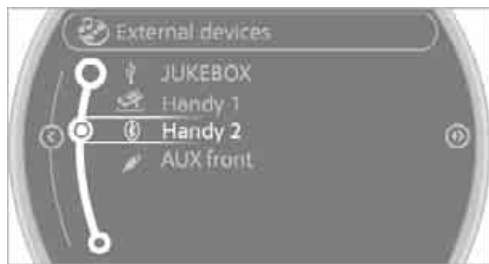 External devices
JUKEBOX
Handy 1
Handy 2
AUX front